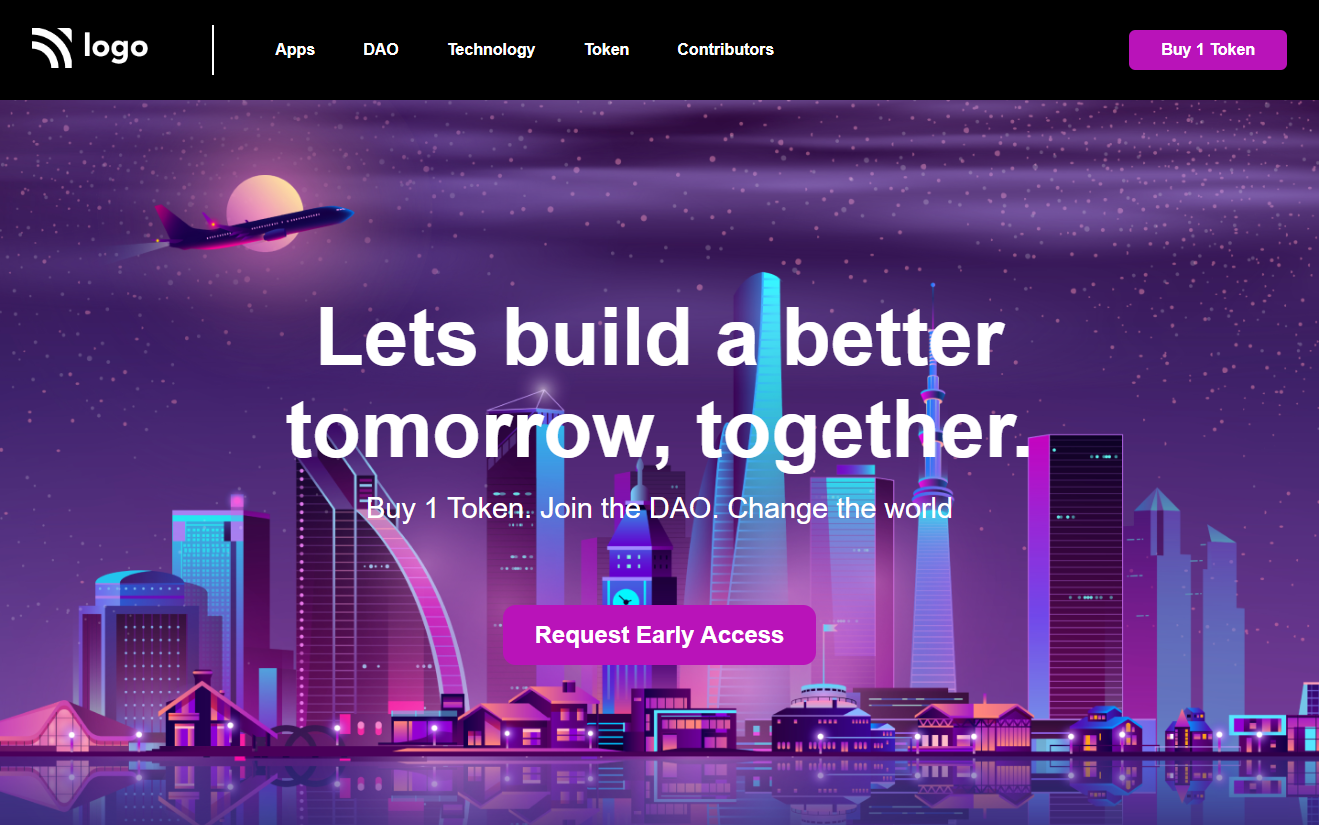 logo
Apps
DAO
Technology
Token
Contributors
Buy 1 Token
Lets build a better
tomorrow, together.
Buy 1 Token. Join the DAO. Change the world
Request Early Access